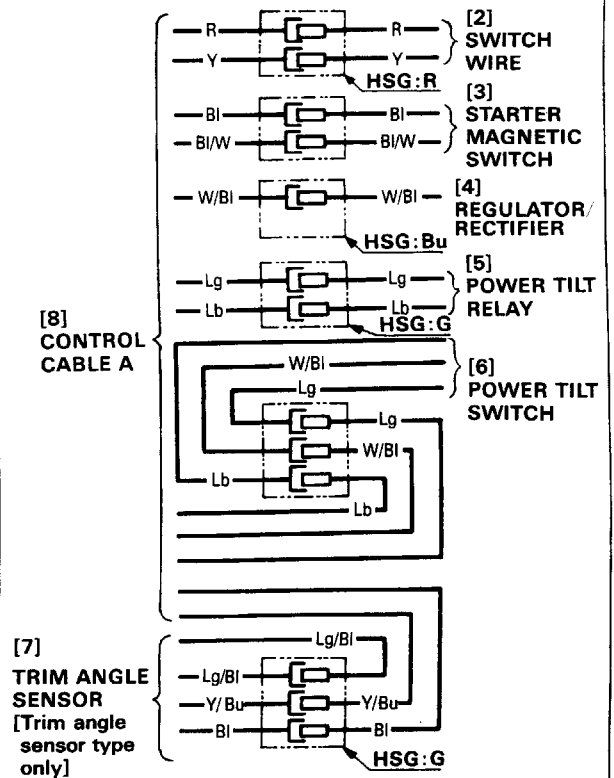 [2]
R R SWITCH
Y Y WIRE
HSG:R
[3]
Bl Bl STARTER
MAGNETIC
Bl/W Bl/W SWITCH
[4]
W/Bl W/Bl REGULATOR/
RECTIFIER
HSG:Bu
[5]
Lg Lg POWER TILT
Lb Lb RELAY
HSG:G
[8]
CONTROL
CABLE A
W/Bl [6]
Lg POWER TILT
SWITCH
Lg
W/Bl
Lb
Lb
[7]
Lg/Bl
TRIM ANGLE Lg/Bl
SENSOR Y/Bu Y/Bu
[Trim angle Bl Bl
sensor type
only]
HSG:G